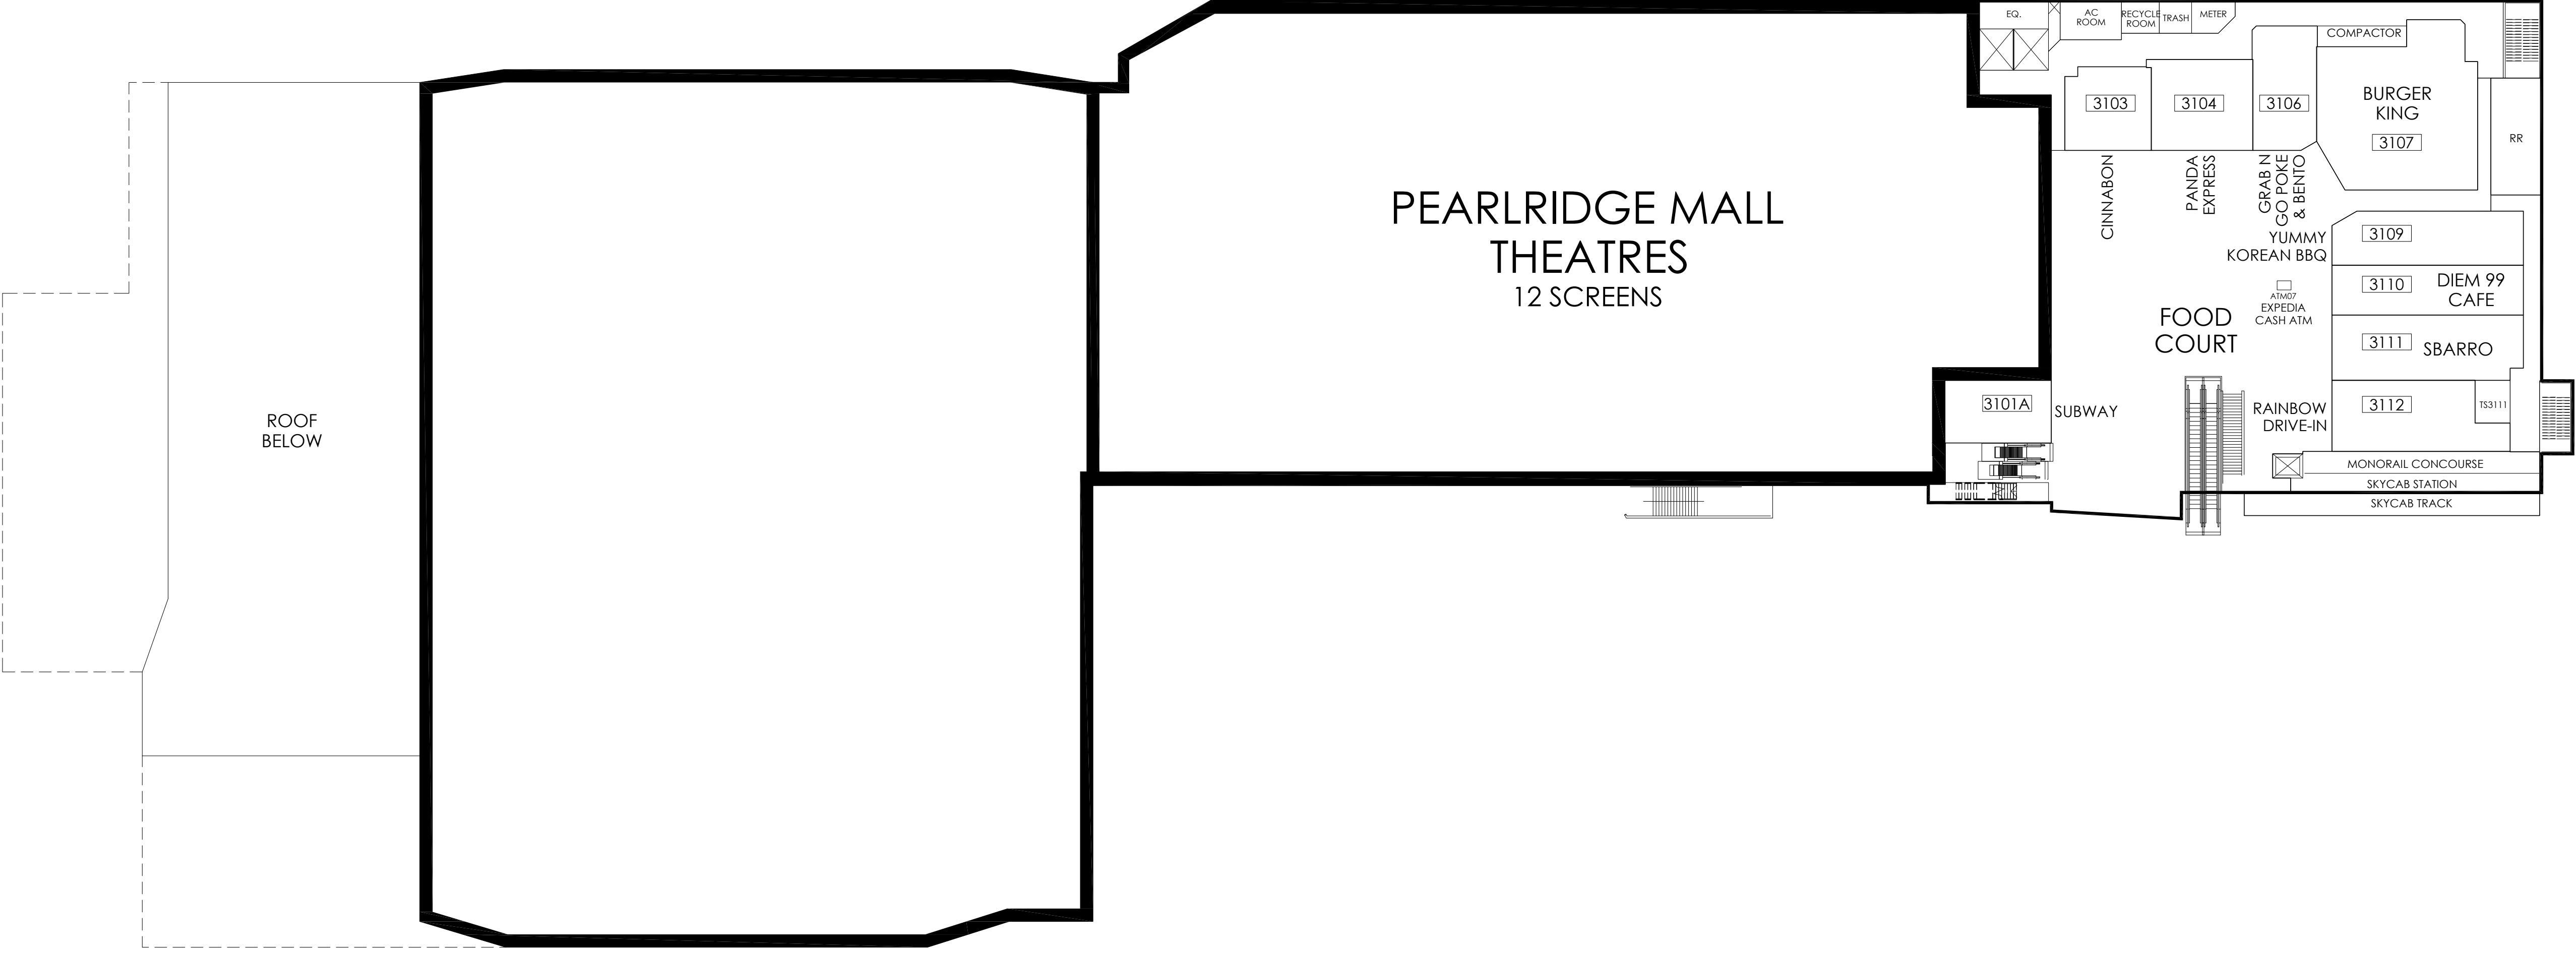 EQ.
AC
ROOM
RECYCLE
ROOM
TRASH
METER
COMPACTOR
3103
3104
3106
BURGER
KING
3107
RR
CINNABON
PANDA
EXPRESS
GRAB N
GO POKE
& BENTO
PEARLRIDGE MALL
THEATRES
12 SCREENS
YUMMY
KOREAN BBQ
3109
3110
DIEM 99
CAFE
ATM07
EXPEDIA
CASH ATM
FOOD
COURT
3111
SBARRO
3101A
SUBWAY
RAINBOW
DRIVE-IN
3112
TS3111
ROOF
BELOW
MONORAIL CONCOURSE
SKYCAB STATION
SKYCAB TRACK